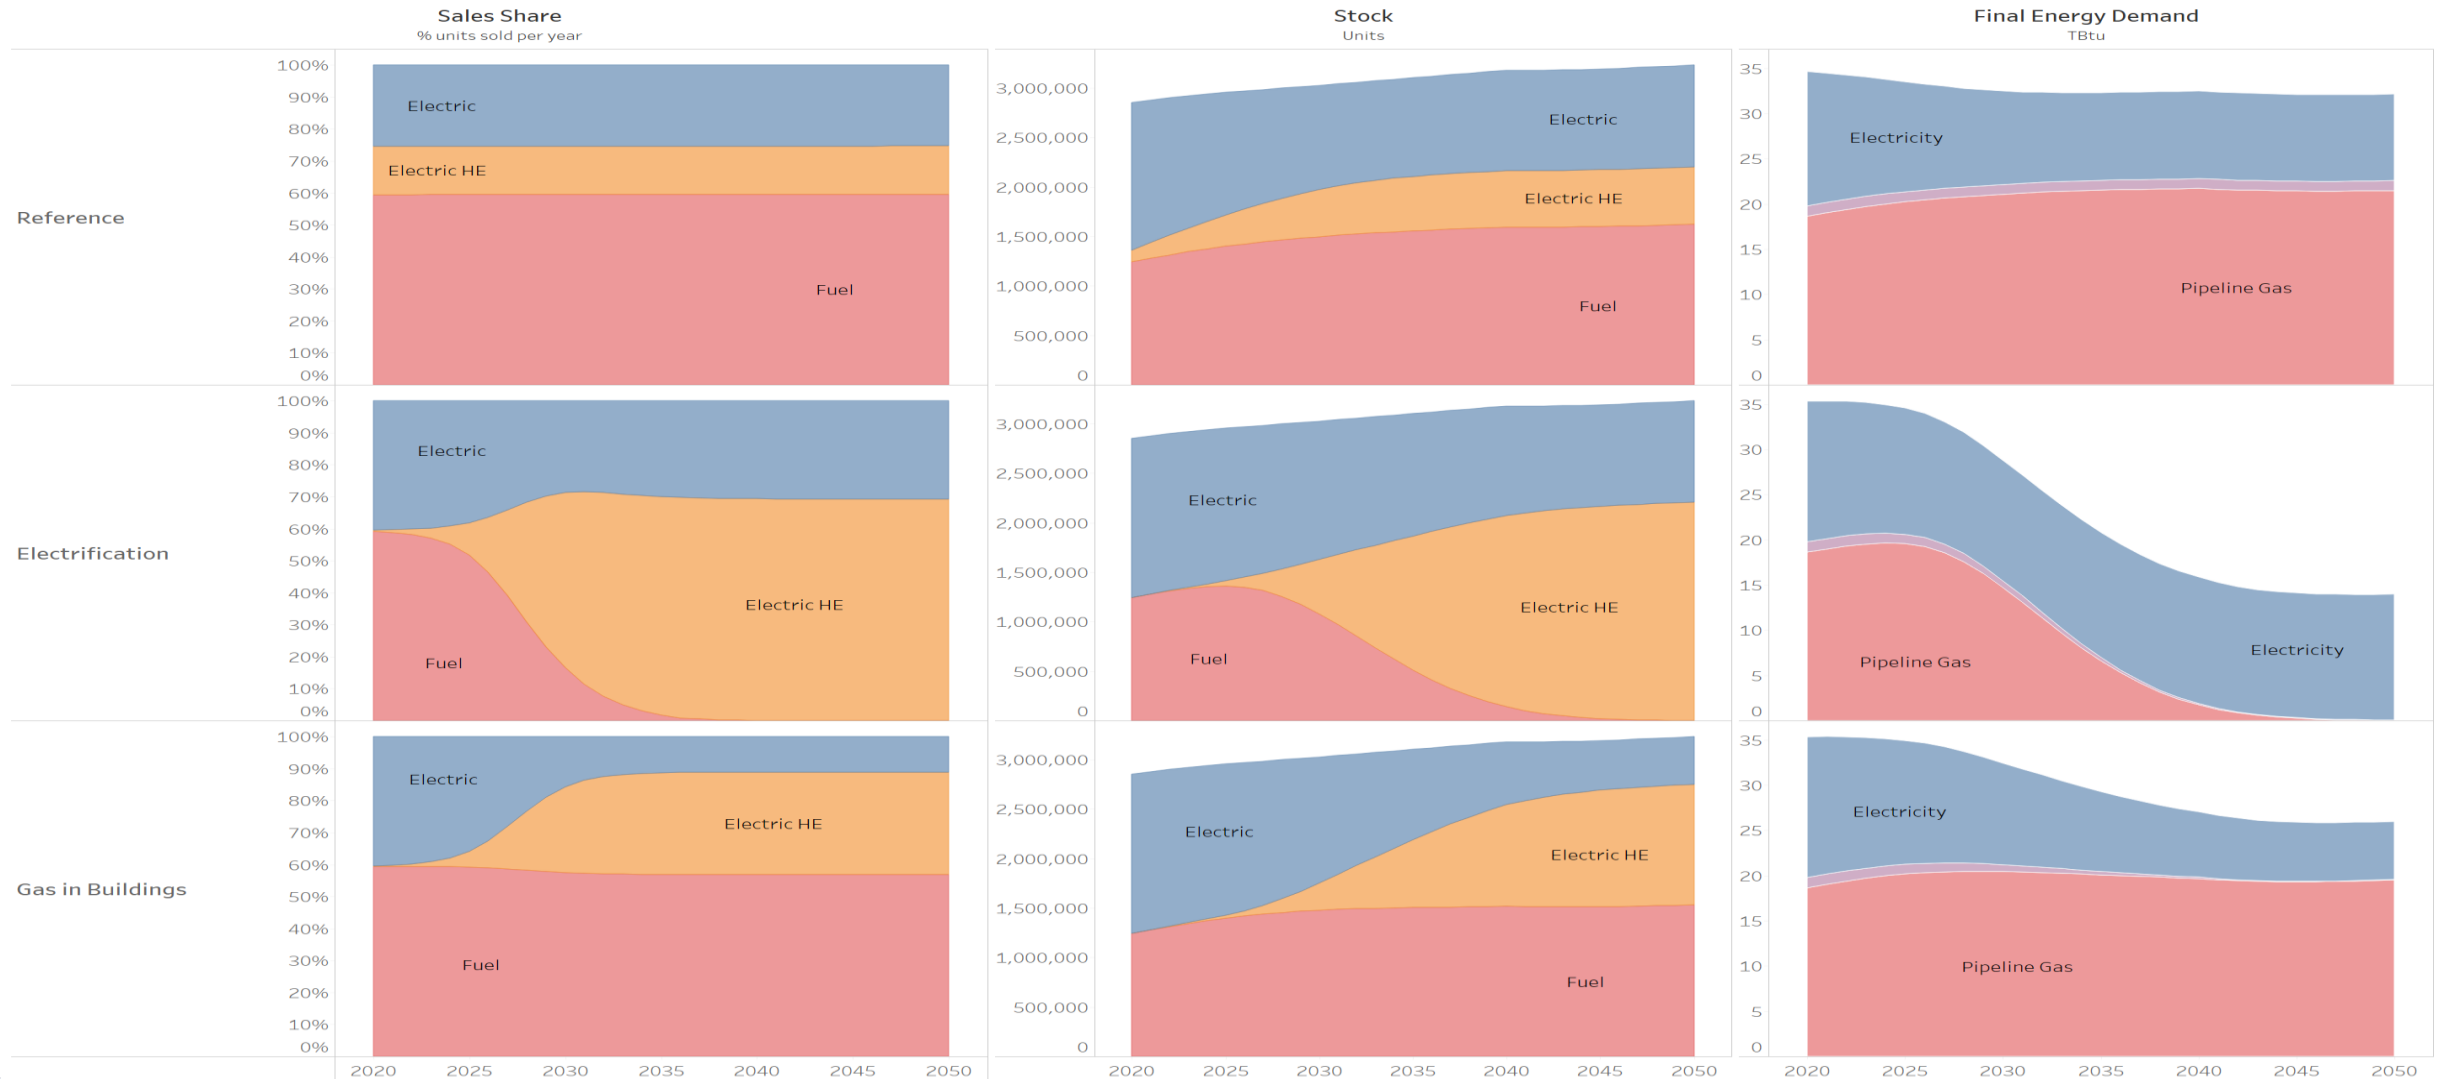 Sales Share
% units sold per year
Stock
Units
Final Energy Demand
TBtu
Reference
100%
90%
80%
70%
60%
50%
40%
30%
20%
10%
0%
Electric
Electric HE
Fuel
3,000,000
2,500,000
2,000,000
1,500,000
1,000,000
500,000
0
Electric
Electric HE
Fuel
35
30
25
20
15
10
5
0
Electricity
Pipeline Gas
Electrification
100%
90%
80%
70%
60%
50%
40%
30%
20%
10%
0%
Electric
Electric HE
Fuel
3,000,000
2,500,000
2,000,000
1,500,000
1,000,000
500,000
0
Electric
Electric HE
Fuel
35
30
25
20
15
10
5
0
Electricity
Pipeline Gas
Gas in Buildings
100%
90%
80%
70%
60%
50%
40%
30%
20%
10%
0%
Electric
Electric HE
Fuel
3,000,000
2,500,000
2,000,000
1,500,000
1,000,000
500,000
0
Electric
Electric HE
Fuel
35
30
25
20
15
10
5
0
Electricity
Pipeline Gas
2020 2025 2030 2035 2040 2045 2050
2020 2025 2030 2035 2040 2045 2050
2020 2025 2030 2035 2040 2045 2050